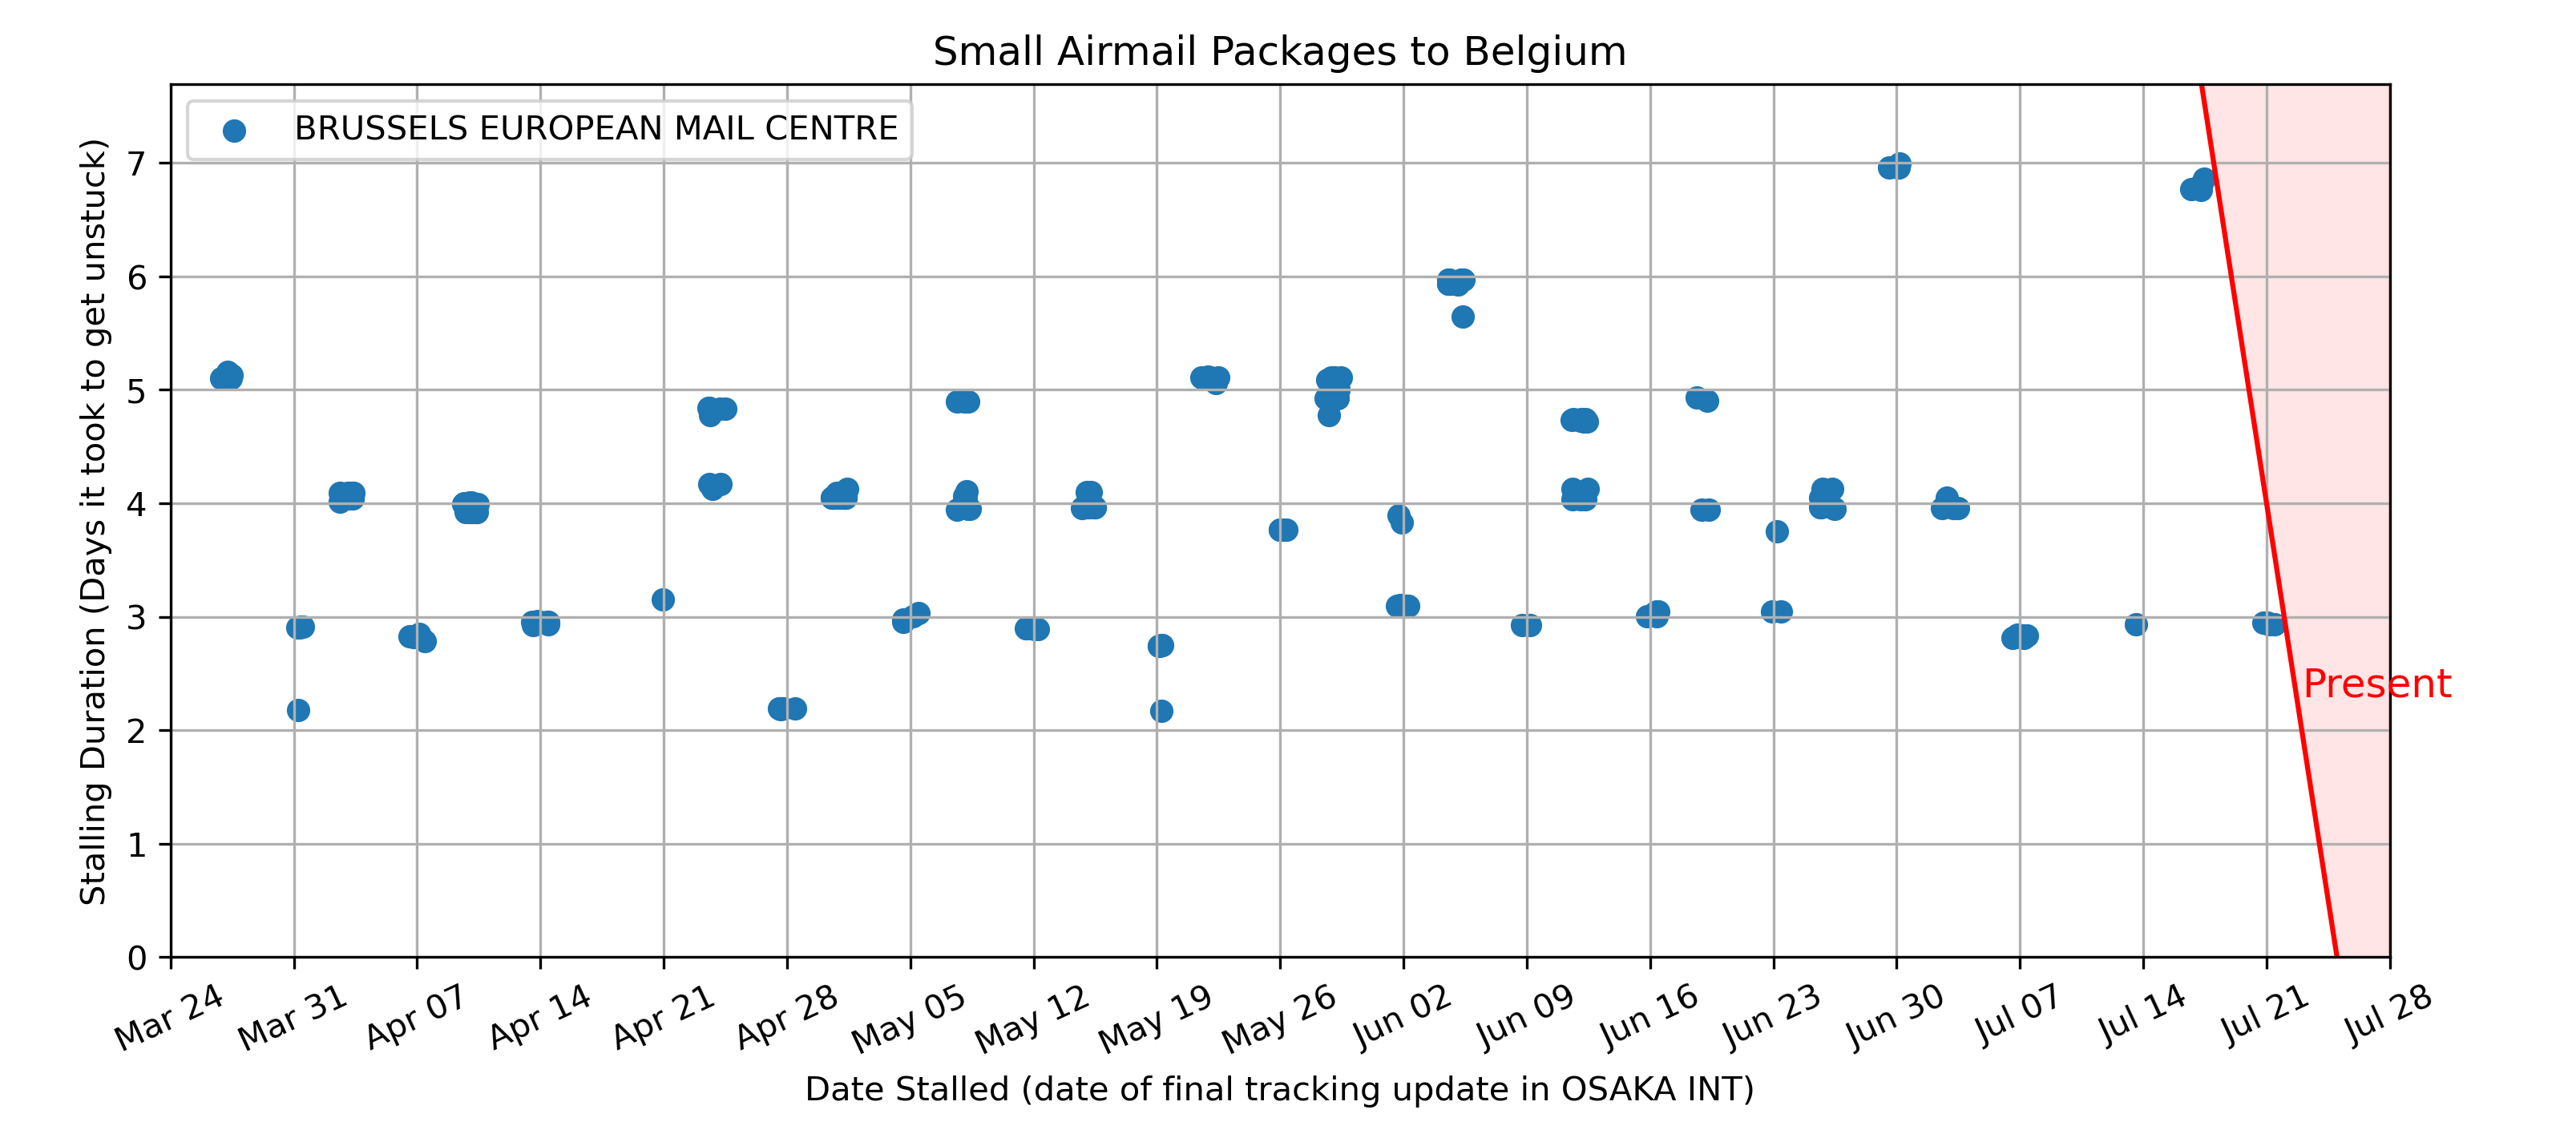 Small Airmail Packages to Belgium
BRUSSELS EUROPEAN MAIL CENTRE
Stalling Duration (Days it took to get unstuck)
7
6
5
4
3
2
1
0
Present
Mar 24
Mar 31
Apr 07
Apr 14
Apr 21
Apr 28
May 05
May 12
May 19
May 26
Jun 02
Jun 09
Jun 16
Jun 23
Jun 30
Jul 07
Jul 14
Jul 21
Jul 28
Date Stalled (date of final tracking update in OSAKA INT)